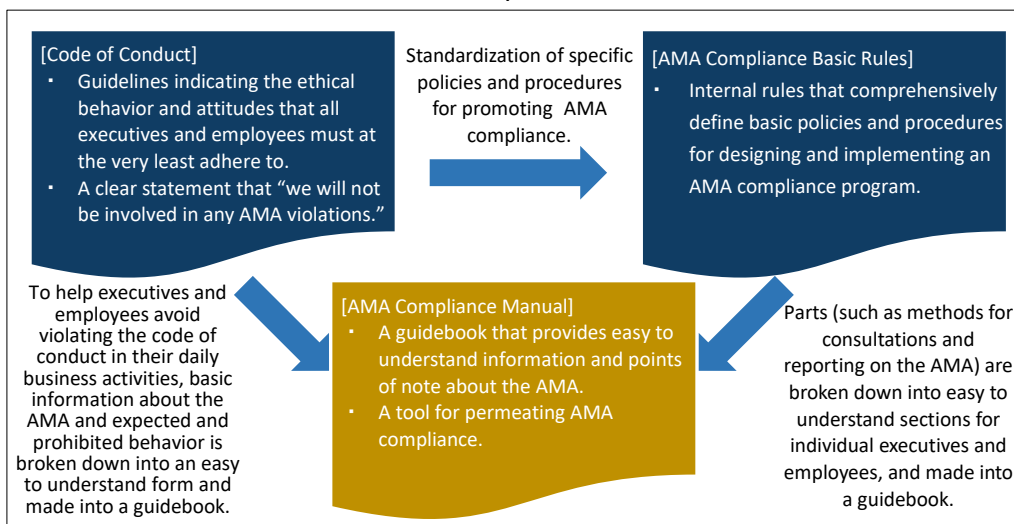 [Code of Conduct]
・ Guidelines indicating the ethical
behavior and attitudes that all
executives and employees must at
the very least adhere to.
・ A clear statement that “we will not
be involved in any AMA violations.”
Standardization of specific
policies and procedures
for promoting AMA
compliance.
[AMA Compliance Basic Rules]
・ Internal rules that comprehensively
define basic policies and procedures
for designing and implementing an
AMA compliance program.
To help executives and
employees avoid
violating the code of
conduct in their daily
business activities, basic
information about the
AMA and expected and
prohibited behavior is
broken down into an easy
to understand form and
made into a guidebook.
[AMA Compliance Manual]
・ A guidebook that provides easy to
understand information and points
of note about the AMA.
・ A tool for permeating AMA
compliance.
Parts (such as methods for
consultations and
reporting on the AMA) are
broken down into easy to
understand sections for
individual executives and
employees, and made into
a guidebook.